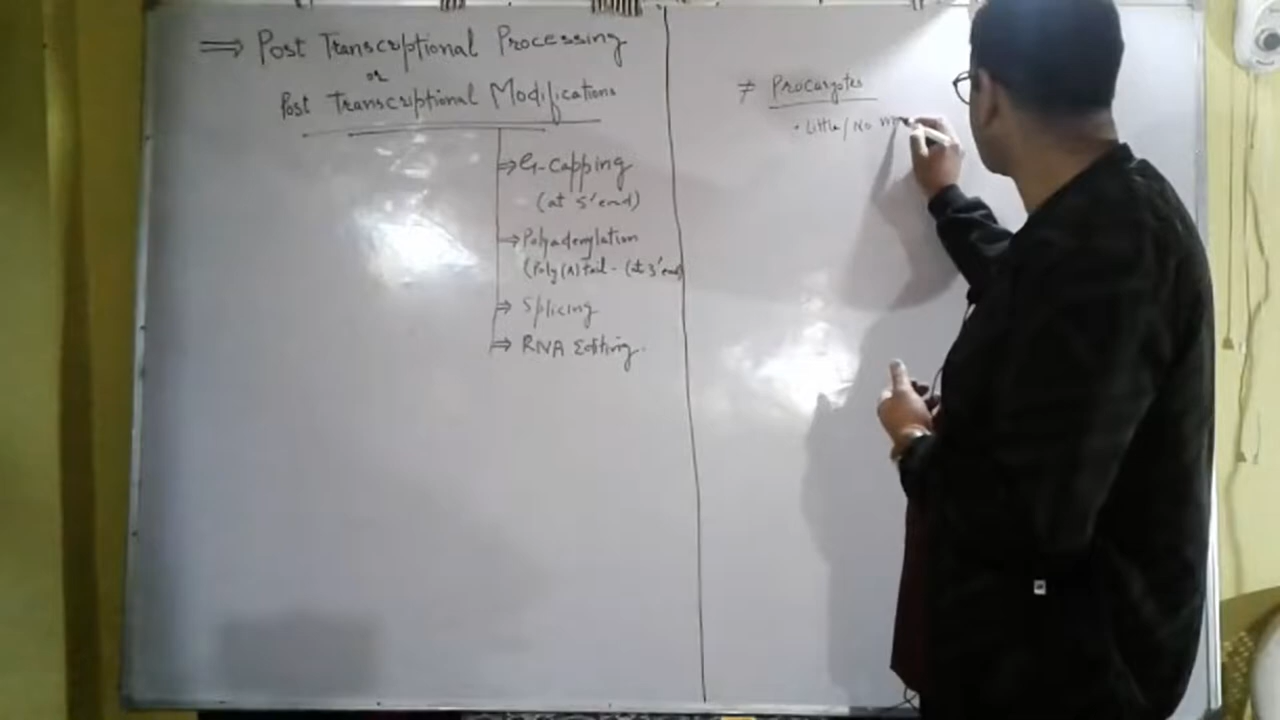 ⇒ Post Transcriptional Processing
or
Post Transcriptional Modifications
⇒ G-capping
(at 5'end)
⇒ Polyadenylation
(Poly(A) tail - (at 3'end)
⇒ Splicing
⇒ RNA Editing.
≠ Procaryotes
• Little/No